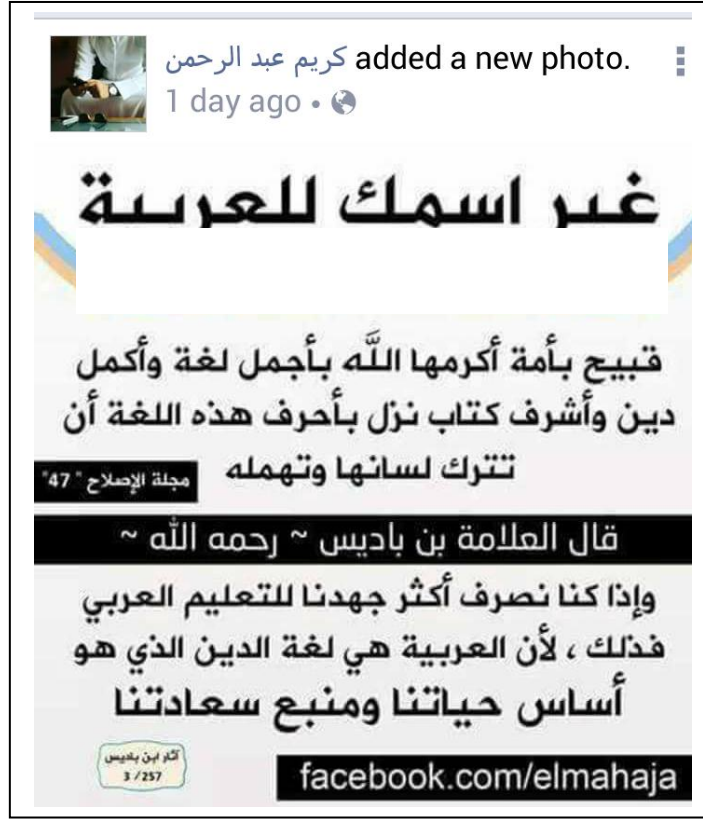 كريم عبد الرحمن added a new photo.
1 day ago •
غير اسمك للعربية
قبيح بأمة أكرمها اللَّه بأجمل لغة وأكمل
دين وأشرف كتاب نزل بأحرف هذه اللغة أن
تترك لسانها وتهمله
مجلة الإصلاح " 47"
قال العلامة بن باديس ~ رحمه الله ~
وإذا كنا نصرف أكثر جهدنا للتعليم العربي
فذلك ، لأن العربية هي لغة الدين الذي هو
أساس حياتنا ومنبع سعادتنا
آثار ابن باديس
3 /257
facebook.com/elmahaja